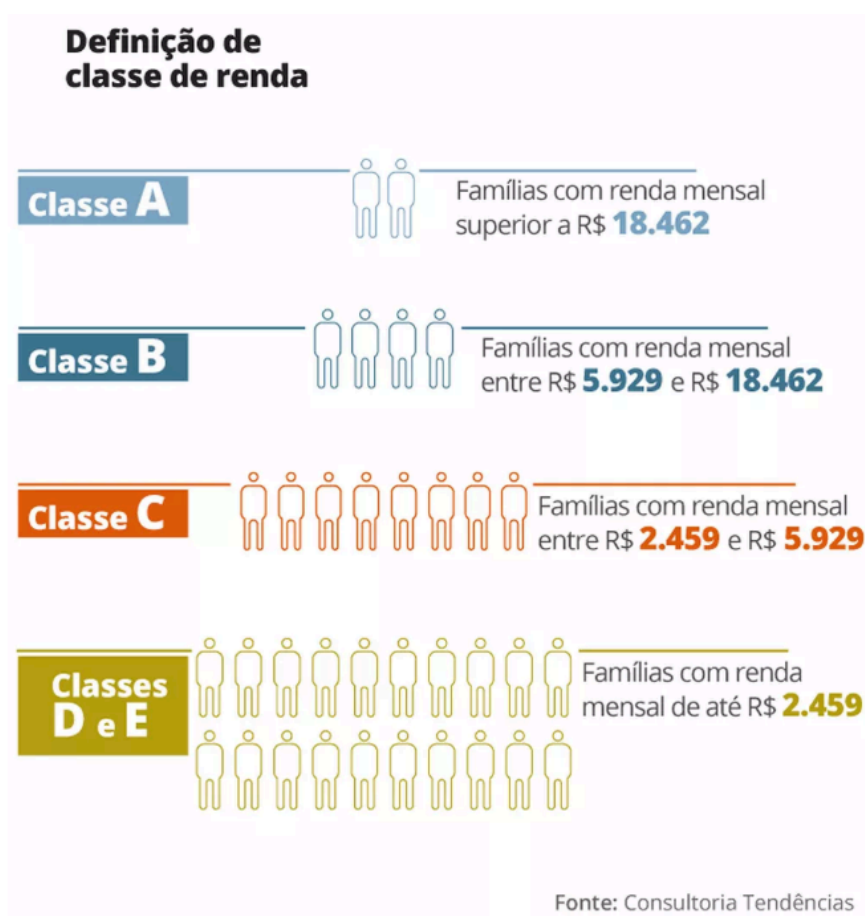 Definição de
classe de renda
Classe A
Famílias com renda mensal
superior a R$ 18.462
Classe B
Famílias com renda mensal
entre R$ 5.929 e R$ 18.462
Classe C
Famílias com renda mensal
entre R$ 2.459 e R$ 5.929
Classes
D e E
Famílias com renda
mensal de até R$ 2.459
Fonte: Consultoria Tendências